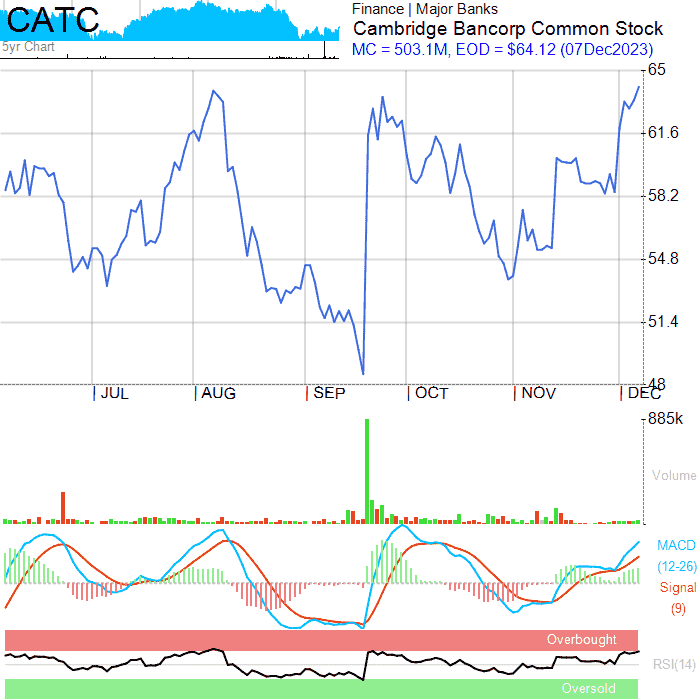 CATC
5yr Chart
Finance | Major Banks
Cambridge Bancorp Common Stock
MC = 503.1M, EOD = $64.12 (07Dec2023)
65
61.6
58.2
54.8
51.4
48
JUL
AUG
SEP
OCT
NOV
DEC
885k
Volume
MACD
(12-26)
Signal
(9)
Overbought
RSI(14)
Oversold